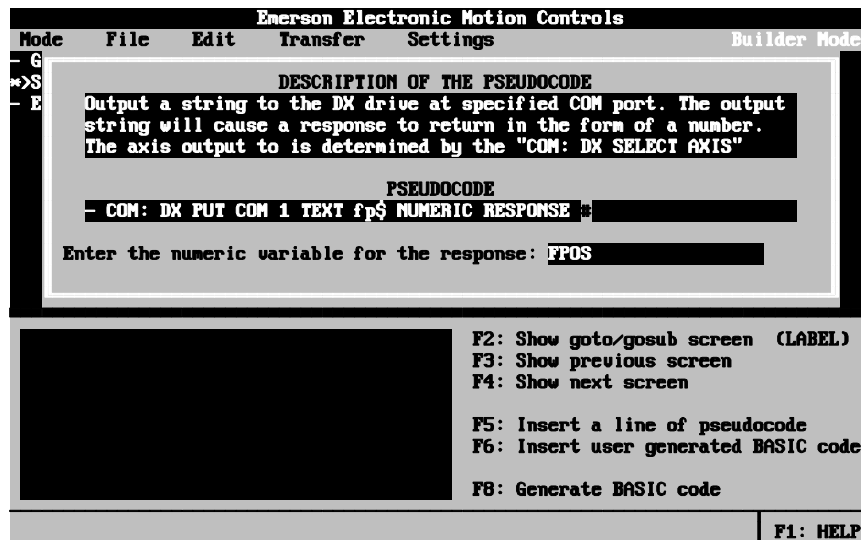 Emerson Electronic Motion Controls
Mode File Edit Transfer Settings Builder Mode
- G
*>S
- E
DESCRIPTION OF THE PSEUDOCODE
Output a string to the DX drive at specified COM port. The output
string will cause a response to return in the form of a number.
The axis output to is determined by the "COM: DX SELECT AXIS"
PSEUDOCODE
- COM: DX PUT COM 1 TEXT fp$ NUMERIC RESPONSE #
Enter the numeric variable for the response: FPOS
F2: Show goto/gosub screen (LABEL)
F3: Show previous screen
F4: Show next screen
F5: Insert a line of pseudocode
F6: Insert user generated BASIC code
F8: Generate BASIC code
F1: HELP